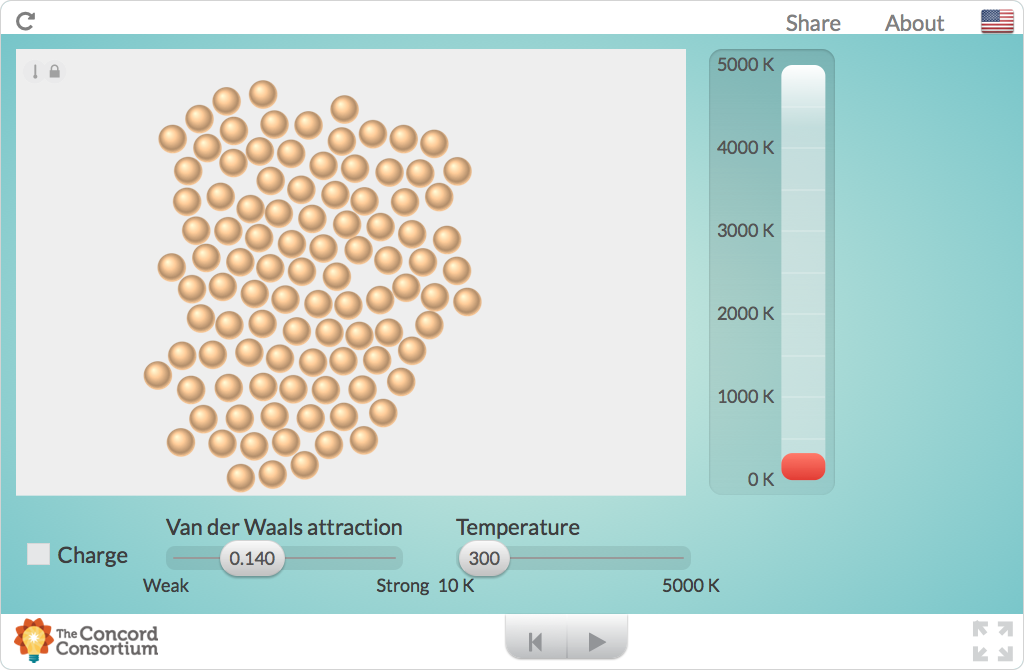 Share About
5000 K
4000 K
3000 K
2000 K
1000 K
0 K
Van der Waals attraction Temperature
Charge
0.140 300
Weak Strong 10 K 5000 K
The Concord
Consortium